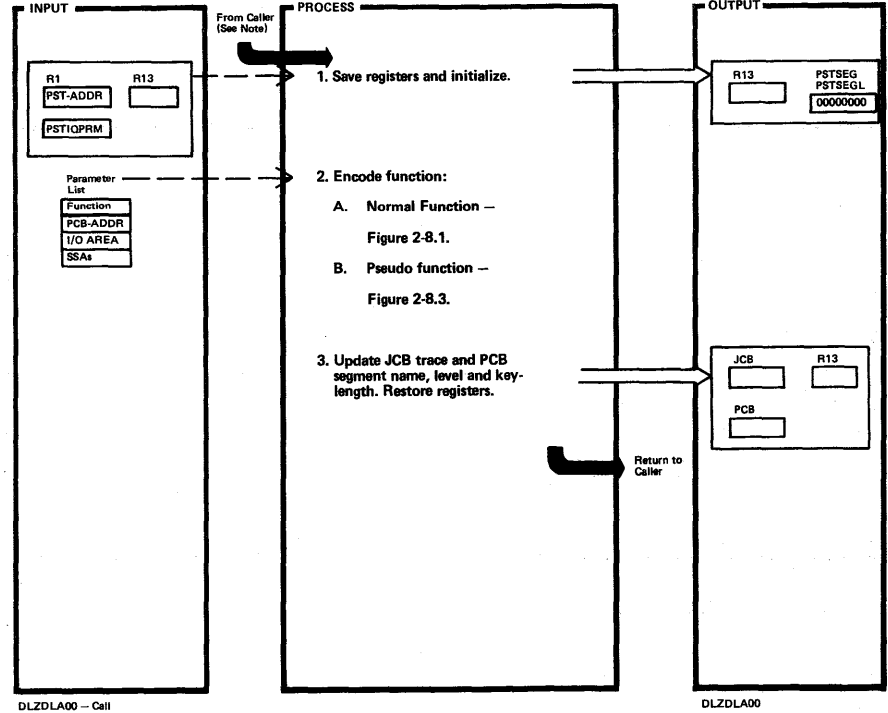 INPUT
From Caller
(See Note)
PROCESS
OUTPUT
R1
R13
PST-ADDR
PSTIQPRM
1. Save registers and initialize.
R13
PSTSEG
PSTSEGL
00000000
Parameter
List
Function
PCB-ADDR
I/O AREA
SSAs
2. Encode function:
A. Normal Function —
Figure 2-8.1.
B. Pseudo function —
Figure 2-8.3.
3. Update JCB trace and PCB
segment name, level and key-
length. Restore registers.
JCB
R13
PCB
Return to
Caller
DLZDLA00 — Call
DLZDLA00